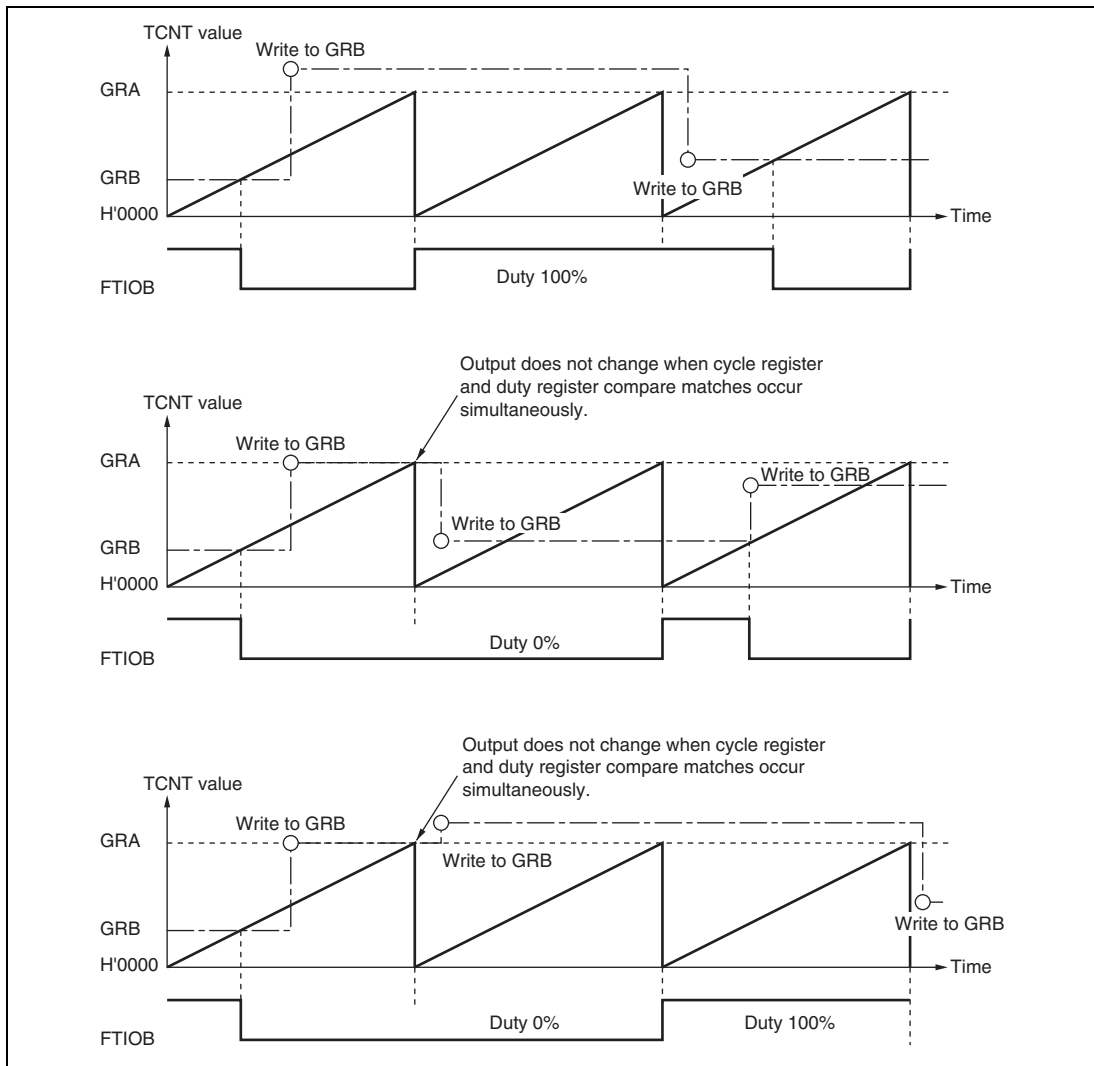 TCNT value
Write to GRB
GRA
GRB
Write to GRB
H'0000
Time
Duty 100%
FTIOB
Output does not change when cycle register
and duty register compare matches occur
simultaneously.
TCNT value
Write to GRB
GRA
Write to GRB
Write to GRB
GRB
H'0000
Time
Duty 0%
FTIOB
Output does not change when cycle register
and duty register compare matches occur
simultaneously.
TCNT value
Write to GRB
GRA
Write to GRB
GRB
Write to GRB
H'0000
Time
Duty 0%
Duty 100%
FTIOB